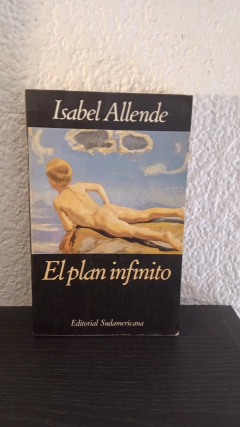 Isabel Allende
El plan infinito
Editorial Sudamericana